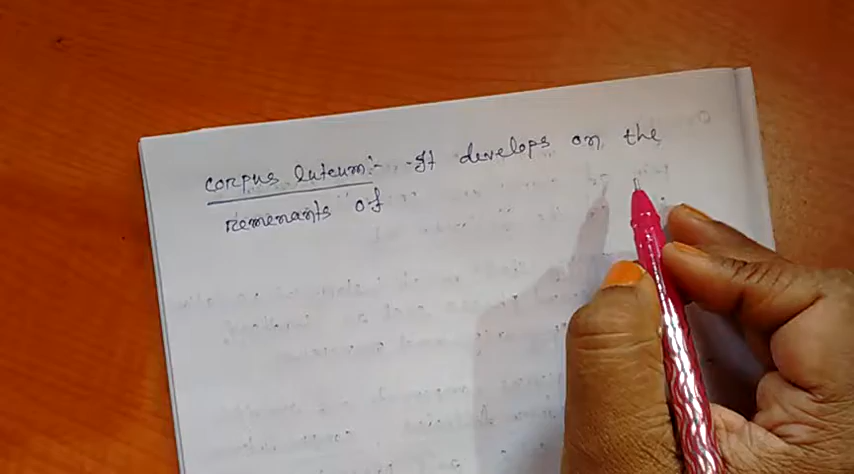 corpus luteum:- It develops on the
remenants of